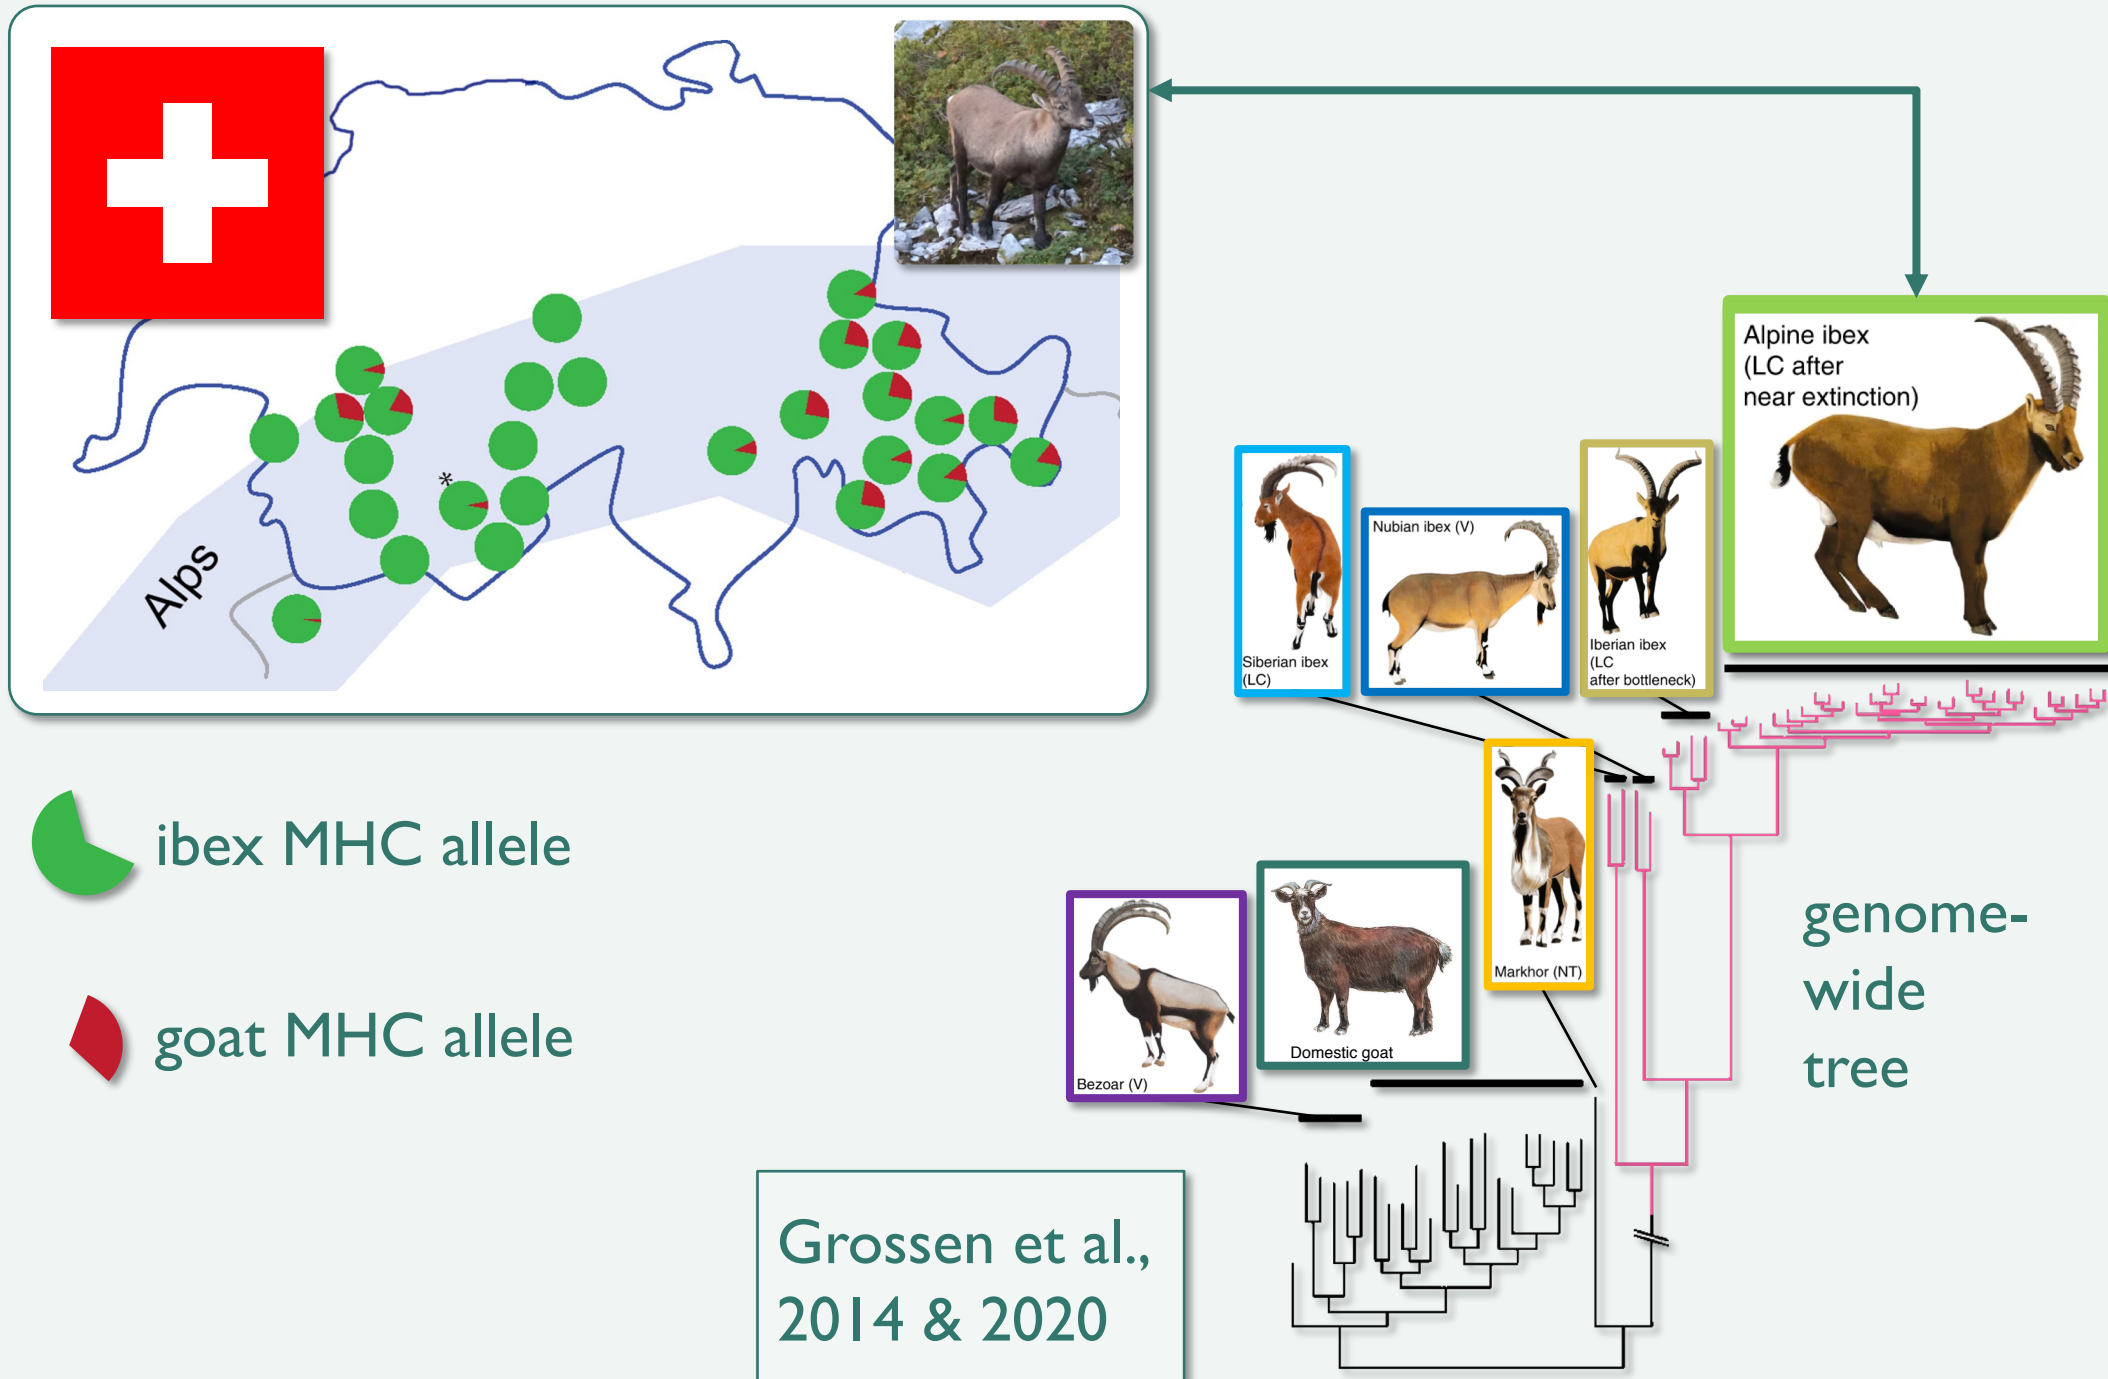 Alps
*
ibex MHC allele
goat MHC allele
Grossen et al.,
2014 & 2020
Alpine ibex
(LC after
near extinction)
Siberian ibex
(LC)
Nubian ibex (V)
Iberian ibex
(LC
after bottleneck)
Markhor (NT)
Domestic goat
Bezoar (V)
genome-
wide
tree